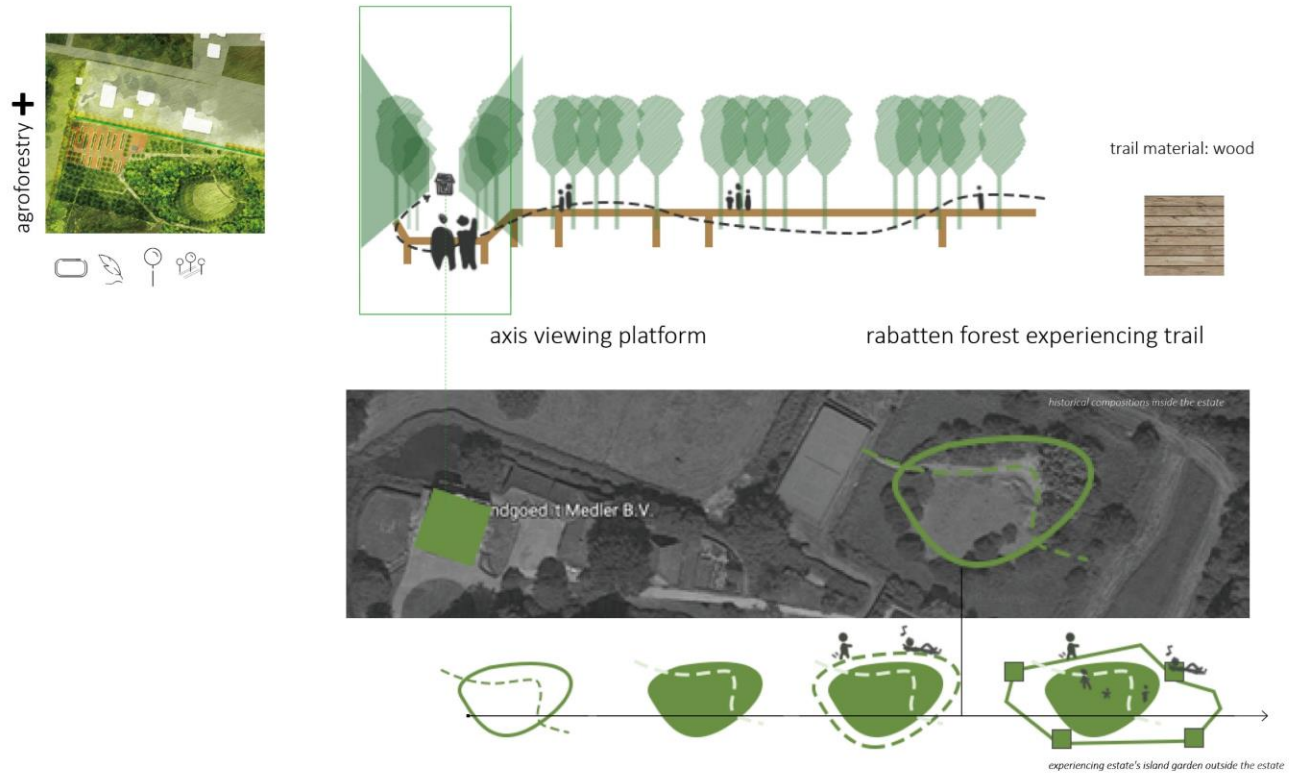 agroforestry +
trail material: wood
axis viewing platform
rabatten forest experiencing trail
historical compositions inside the estate
ndgoed 't Medler B.V.
experiencing estate's island garden outside the estate